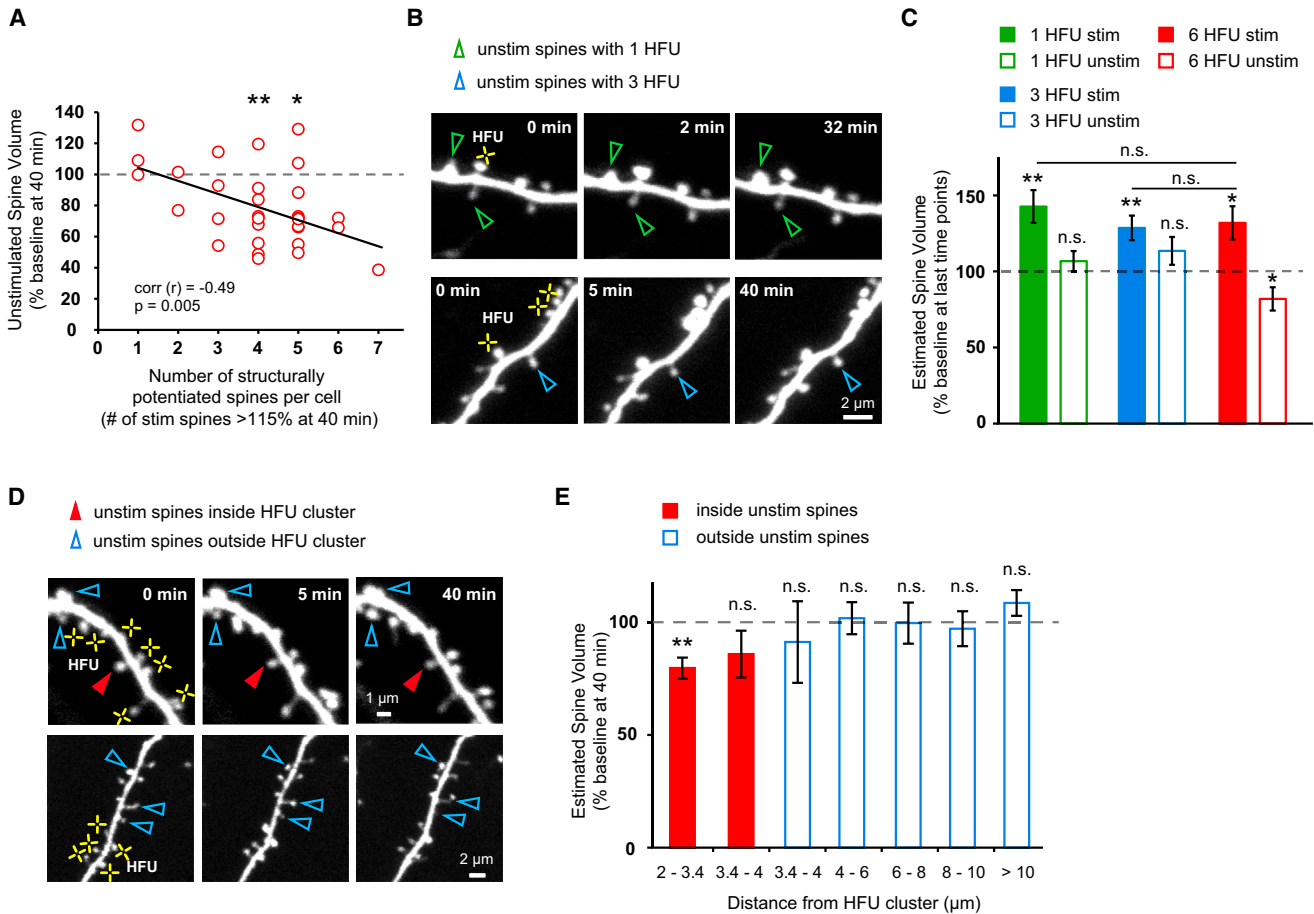 A
** *
Unstimulated Spine Volume
(% baseline at 40 min)
140
120
100
80
60
40
20
0
corr (r) = -0.49
p = 0.005
0 1 2 3 4 5 6 7
Number of structurally
potentiated spines per cell
(# of stim spines >115% at 40 min)
B
unstim spines with 1 HFU
unstim spines with 3 HFU
0 min 2 min 32 min
HFU
0 min 5 min 40 min
HFU
2 µm
C
1 HFU stim 6 HFU stim
1 HFU unstim 6 HFU unstim
3 HFU stim
3 HFU unstim
Estimated Spine Volume
(% baseline at last time points)
150
100
50
0
n.s.
n.s.
** n.s. ** n.s. * *
D
unstim spines inside HFU cluster
unstim spines outside HFU cluster
0 min 5 min 40 min
HFU
1 µm
HFU
2 µm
E
inside unstim spines
outside unstim spines
Estimated Spine Volume
(% baseline at 40 min)
100
50
0
** n.s. n.s. n.s. n.s. n.s. n.s.
2 - 3.4 3.4 - 4 3.4 - 4 4 - 6 6 - 8 8 - 10 > 10
Distance from HFU cluster (µm)